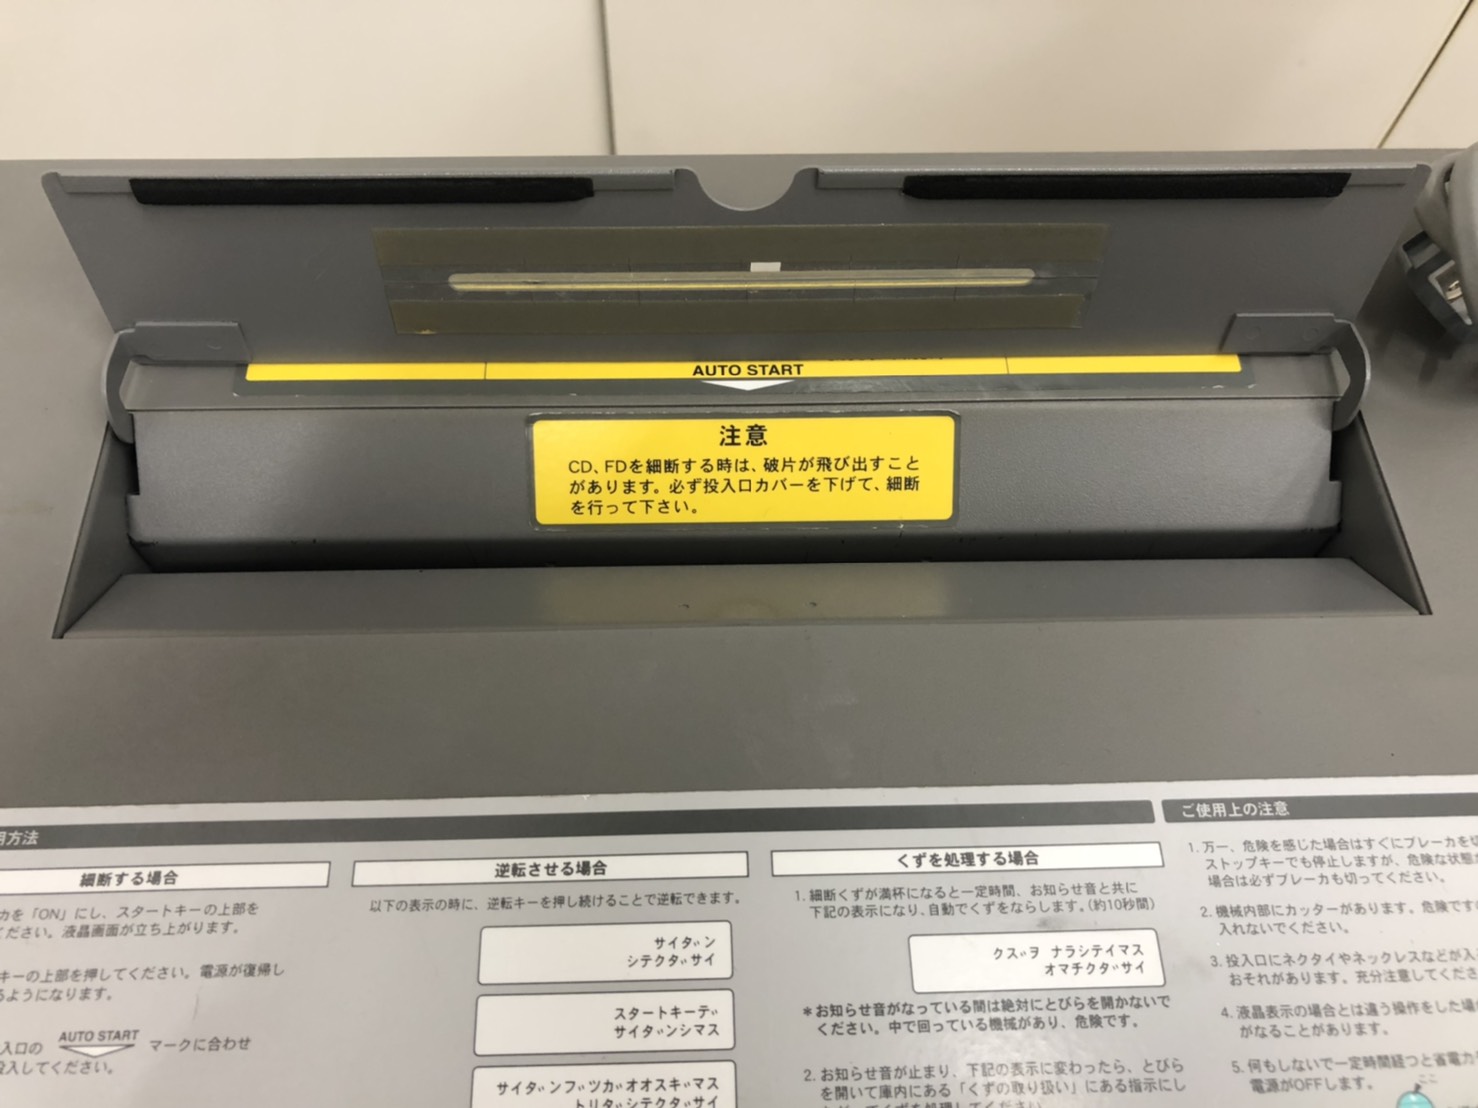 AUTO START
注意
CD、FDを細断する時は、破片が飛び出すこと
があります。必ず投入口カバーを下げて、細断
を行って下さい。
用方法
細断する場合
カを「ON」にし、スタートキーの上部を
ください。液晶画面が立ち上がります。
キーの上部を押してください。電源が復帰し
るようになります。
入口の AUTO START マークに合わせ
投入してください。
逆転させる場合
以下の表示の時に、逆転キーを押し続けることで逆転できます。
サイダン
シテクダサイ
スタートキーデ
サイダンシマス
サイダンブツガオオスギマス
トリダシテクダサイ
くずを処理する場合
1. 細断くずが満杯になると一定時間、お知らせ音と共に
下記の表示になり、自動でくずをならします。(約10秒間)
クズヲ ナラシテイマス
オマチクダサイ
*お知らせ音がなっている間は絶対にとびらを開かないで
ください。中で回っている機械があり、危険です。
2. お知らせ音が止まり、下記の表示に変わったら、とびら
を開いて庫内にある「くずの取り扱い」にある指示にし
ご使用上の注意
1. 万一、危険を感じた場合はすぐにブレーカを切
ストップキーでも停止しますが、危険な状態
場合は必ずブレーカも切ってください。
2. 機械内部にカッターがあります。危険ですの
入れないでください。
3. 投入口にネクタイやネックレスなどが入
おそれがあります。充分注意してくださ
4. 液晶表示の場合とは違う操作をした場
がなることがあります。
5. 何もしないで一定時間経つと省電力
電源がOFFします。